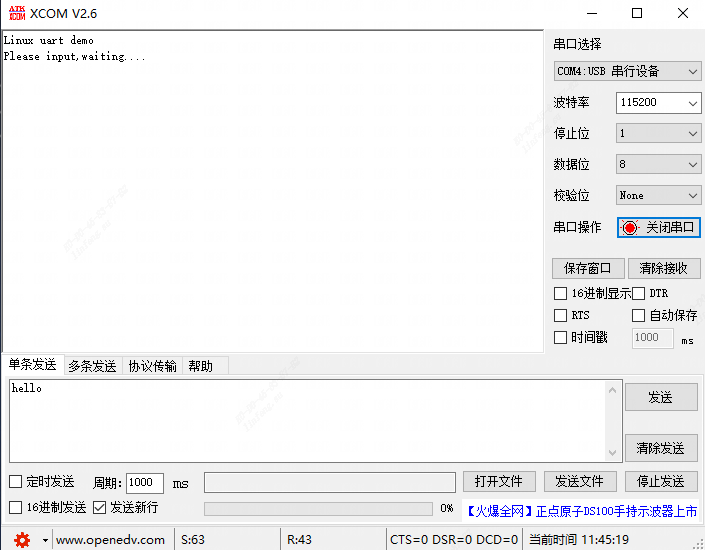 ATK XCOM XCOM V2.6
Linux uart demo
Please input,waiting....
串口选择
COM4:USB 串行设备
波特率 115200
停止位 1
数据位 8
校验位 None
串口操作 关闭串口
保存窗口 清除接收
16进制显示 DTR
RTS 自动保存
时间戳 1000 ms
单条发送 多条发送 协议传输 帮助
hello
发送
清除发送
定时发送 周期: 1000 ms 打开文件 发送文件 停止发送
16进制发送 发送新行 0% 【火爆全网】正点原子DS100手持示波器上市
www.openedv.com S:63 R:43 CTS=0 DSR=0 DCD=0 当前时间 11:45:19